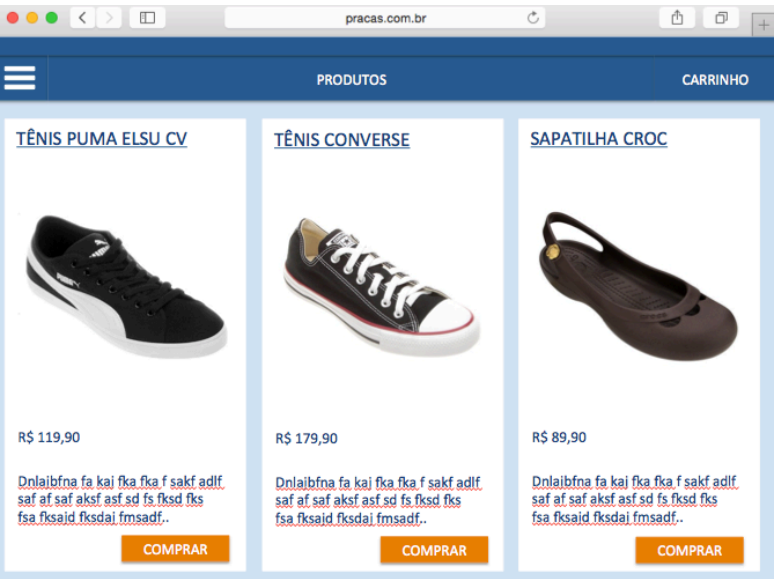 pracas.com.br
PRODUTOS
CARRINHO
TÊNIS PUMA ELSU CV
R$ 119,90
Dnlaibfna fa kaj fka fka f sakf adlf
saf af saf aksf asf sd fs fksd fks
fsa fksajd fksdaj fmsadf..
COMPRAR
TÊNIS CONVERSE
R$ 179,90
Dnlaibfna fa kaj fka fka f sakf adlf
saf af saf aksf asf sd fs fksd fks
fsa fksajd fksdaj fmsadf..
COMPRAR
SAPATILHA CROC
R$ 89,90
Dnlaibfna fa kaj fka fka f sakf adlf
saf af saf aksf asf sd fs fksd fks
fsa fksajd fksdaj fmsadf..
COMPRAR